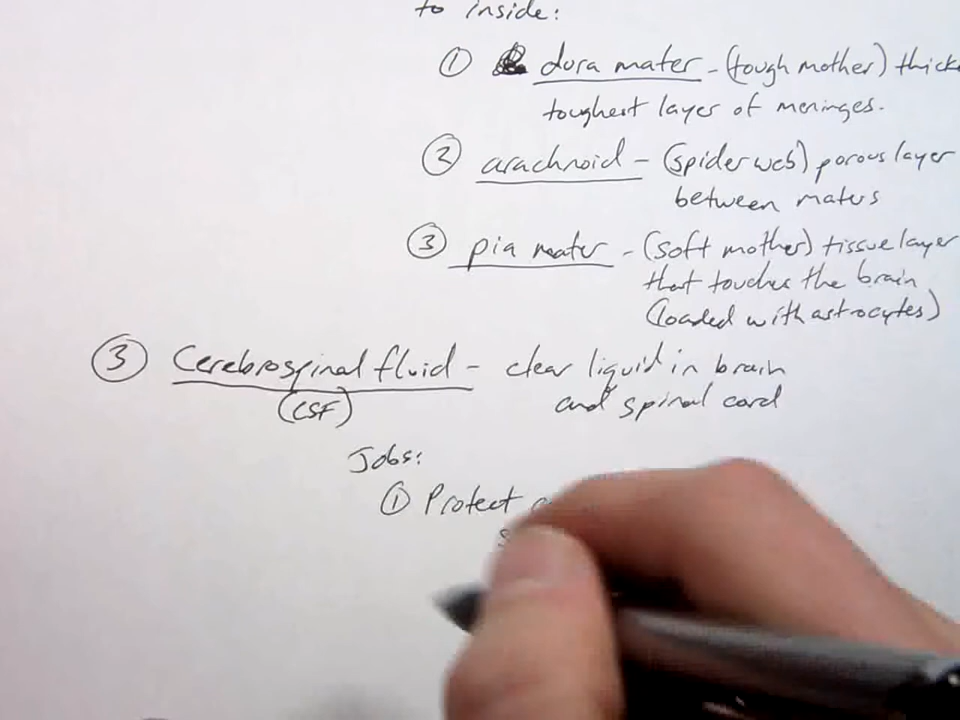 to inside:
① dura mater - (tough mother) thick
toughest layer of meninges.
② arachnoid - (spider web) porous layer
between maters
③ pia mater - (soft mother) tissue layer
that touches the brain
(loaded with astrocytes)
③ Cerebrospinal fluid - clear liquid in brain
(CSF) and spinal cord
Jobs:
① Protect